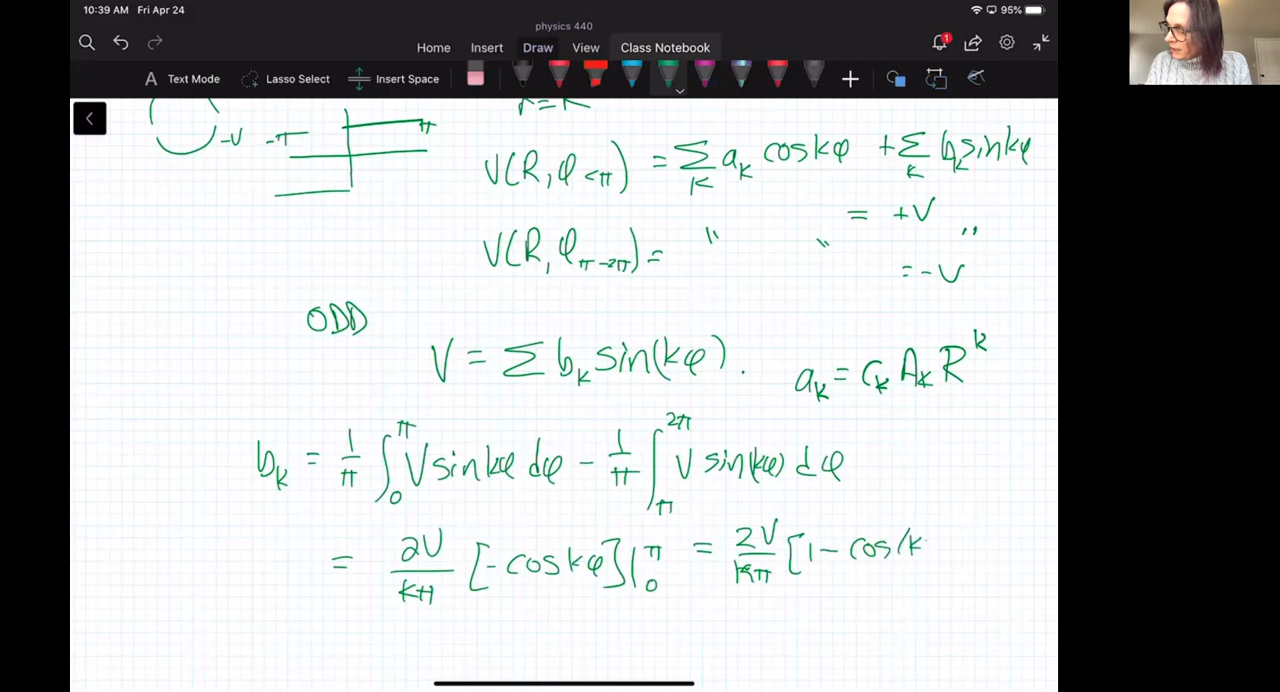 10:39 AM Fri Apr 24
95%
physics 440
Home Insert Draw View Class Notebook
1
A Text Mode Lasso Select Insert Space
-V -π π
r=R
V(R, φ<π) = Σ_k a_k cos kφ + Σ_k b_k sin kφ
= +V
V(R, φ_π-2π) = " " "
= -V
ODD
V = Σ b_k sin(kφ). a_k = C_k A_k R^k
b_k = 1/π ∫_0^π V sin kφ dφ - 1/π ∫_π^2π V sin(kφ) dφ
= 2V/kπ [-cos kφ]|_0^π = 2V/kπ [1 - cos(k